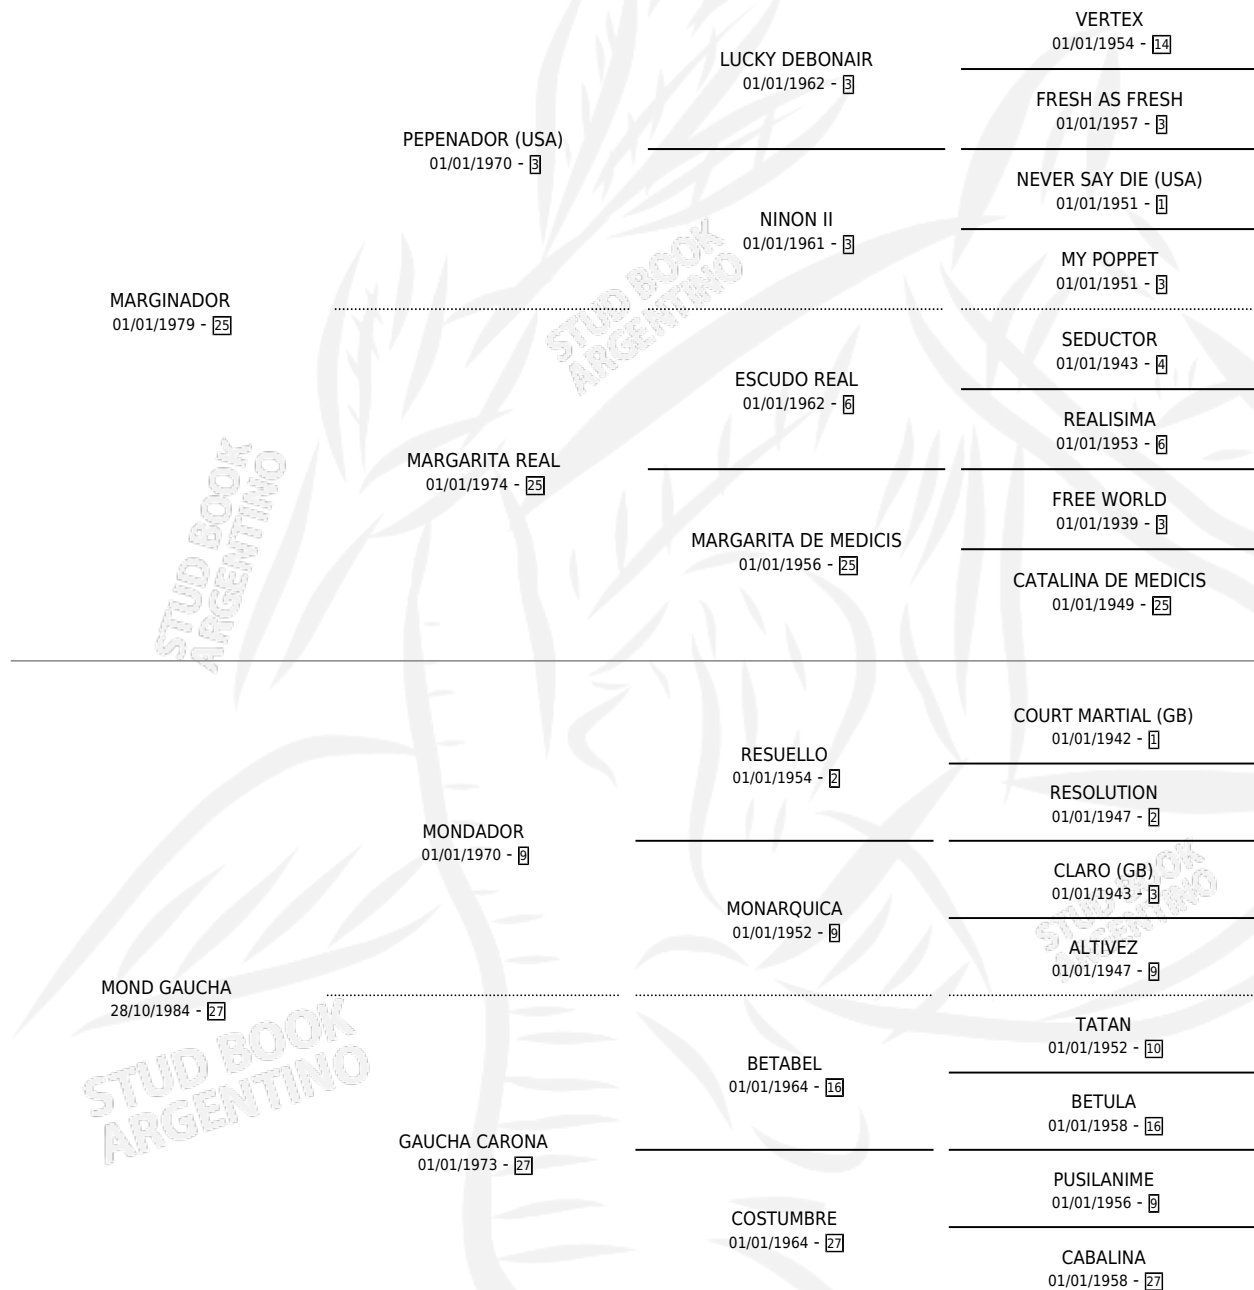 VERTEX
01/01/1954 - 14
LUCKY DEBONAIR
01/01/1962 - 3
FRESH AS FRESH
01/01/1957 - 3
PEPENADOR (USA)
01/01/1970 - 3
NEVER SAY DIE (USA)
01/01/1951 - 1
NINON II
01/01/1961 - 3
MY POPPET
01/01/1951 - 3
MARGINADOR
01/01/1979 - 25
SEDUCTOR
01/01/1943 - 4
ESCUDO REAL
01/01/1962 - 6
REALISIMA
01/01/1953 - 6
MARGARITA REAL
01/01/1974 - 25
FREE WORLD
01/01/1939 - 3
MARGARITA DE MEDICIS
01/01/1956 - 25
CATALINA DE MEDICIS
01/01/1949 - 25
COURT MARTIAL (GB)
01/01/1942 - 1
RESUELLO
01/01/1954 - 2
RESOLUTION
01/01/1947 - 2
MONDADOR
01/01/1970 - 9
CLARO (GB)
01/01/1943 - 3
MONARQUICA
01/01/1952 - 9
ALTIVEZ
01/01/1947 - 9
MOND GAUCHA
28/10/1984 - 27
TATAN
01/01/1952 - 10
BETABEL
01/01/1964 - 16
BETULA
01/01/1958 - 16
GAUCHA CARONA
01/01/1973 - 27
PUSILANIME
01/01/1956 - 9
COSTUMBRE
01/01/1964 - 27
CABALINA
01/01/1958 - 27
STUD BOOK
ARGENTINO
STUD BOOK
ARGENTINO
STUD BOOK
ARGENTINO
STUD BOOK
ARGENTINO